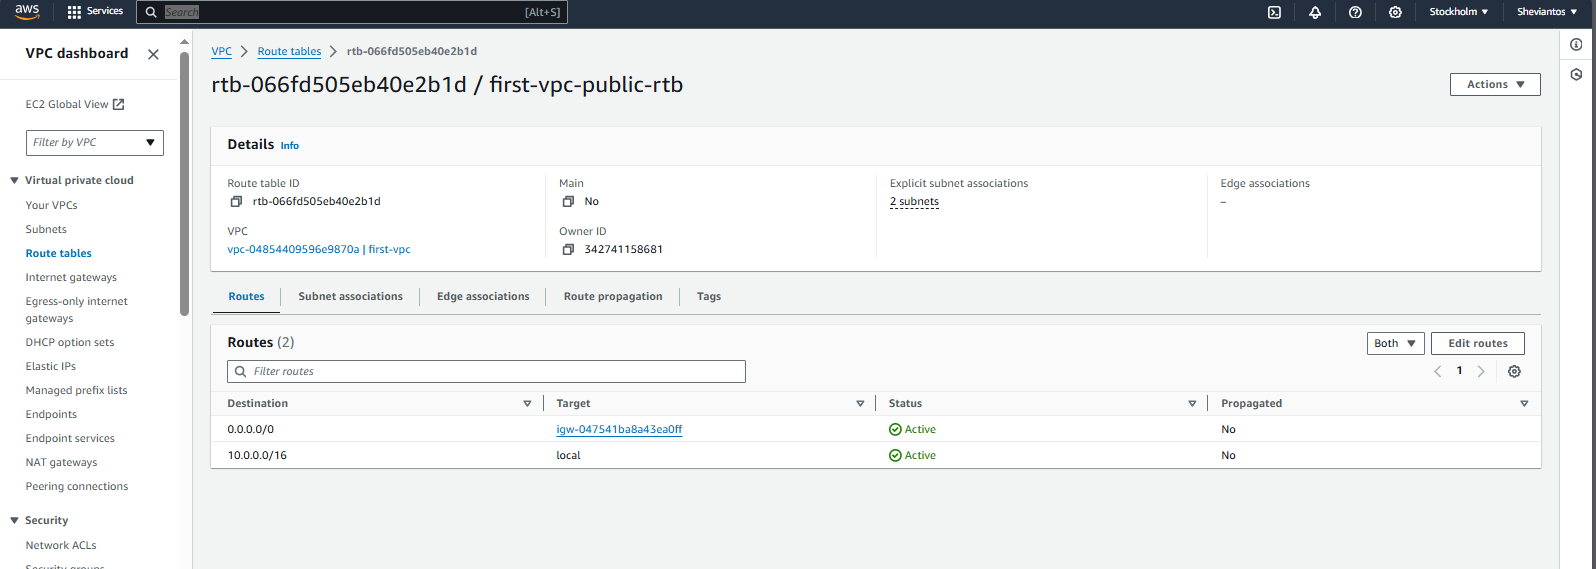 aws
Services
Search
[Alt+S]
Stockholm
Sheviantos
VPC dashboard
EC2 Global View
Filter by VPC
Virtual private cloud
Your VPCs
Subnets
Route tables
Internet gateways
Egress-only internet
gateways
DHCP option sets
Elastic IPs
Managed prefix lists
Endpoints
Endpoint services
NAT gateways
Peering connections
Security
Network ACLs
Security groups
VPC > Route tables > rtb-066fd505eb40e2b1d
rtb-066fd505eb40e2b1d / first-vpc-public-rtb
Actions
Details Info
Route table ID
rtb-066fd505eb40e2b1d
Main
No
Explicit subnet associations
2 subnets
Edge associations
–
VPC
vpc-04854409596e9870a | first-vpc
Owner ID
342741158681
Routes
Subnet associations
Edge associations
Route propagation
Tags
Routes (2)
Both
Edit routes
Filter routes
1
Destination Target Status Propagated
0.0.0.0/0 igw-047541ba8a43ea0ff Active No
10.0.0.0/16 local Active No